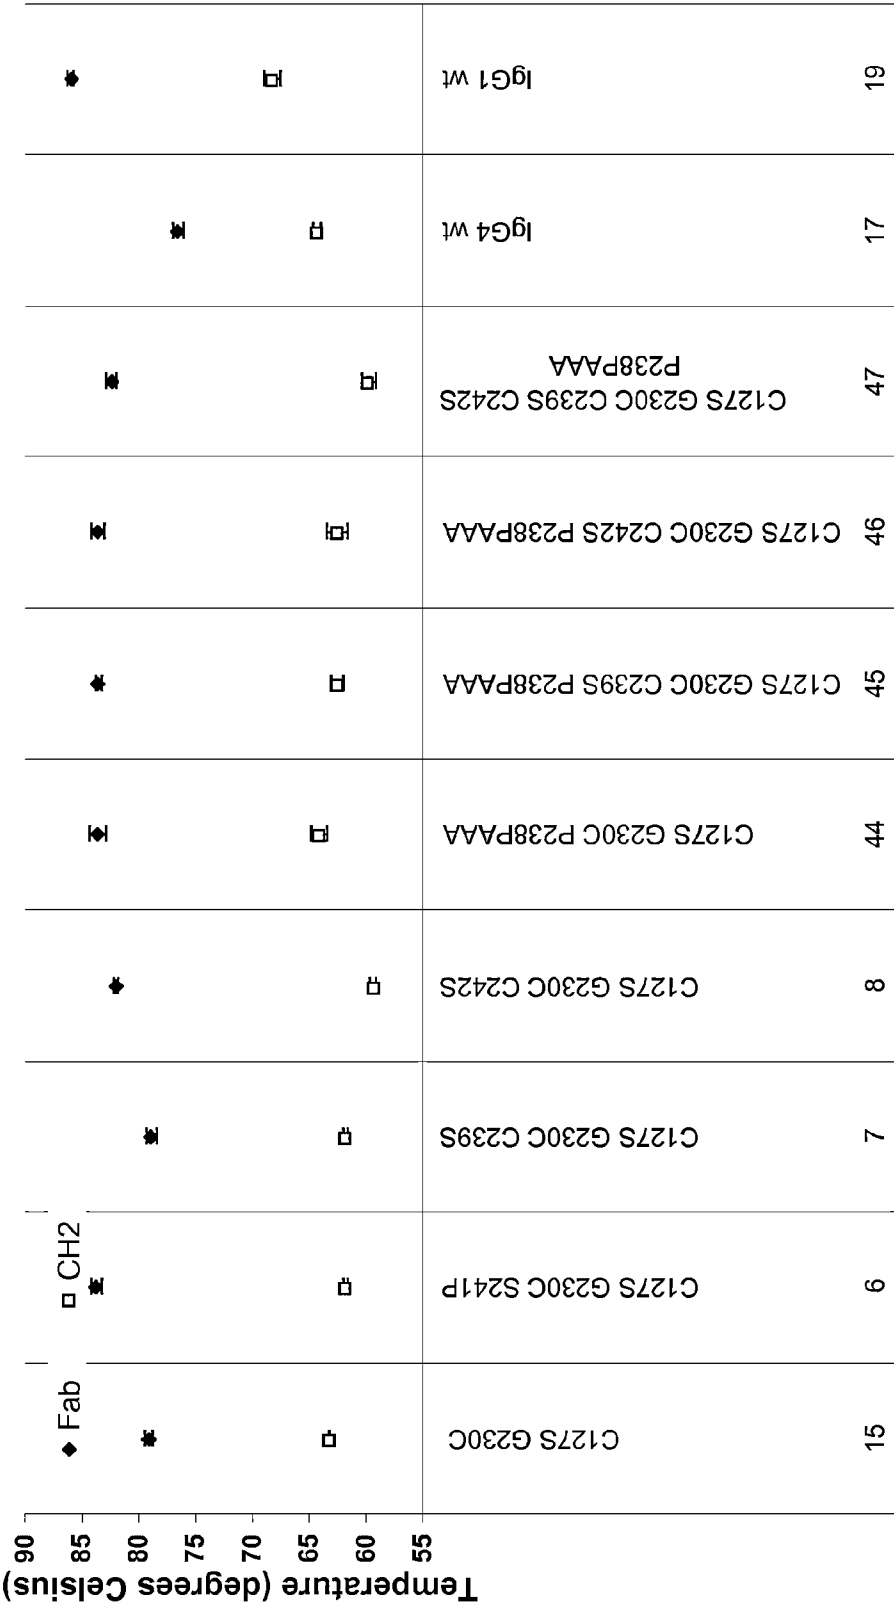 Temperature (degrees Celsius)
90
85
80
75
70
65
60
55
Fab
CH2
C127S G230C
C127S G230C S241P
C127S G230C C239S
C127S G230C C242S
C127S G230C P238PAAA
C127S G230C C239S P238PAAA
C127S G230C C242S P238PAAA
C127S G230C C239S C242S
P238PAAA
IgG4 wt
IgG1 wt
15
6
7
8
44
45
46
47
17
19